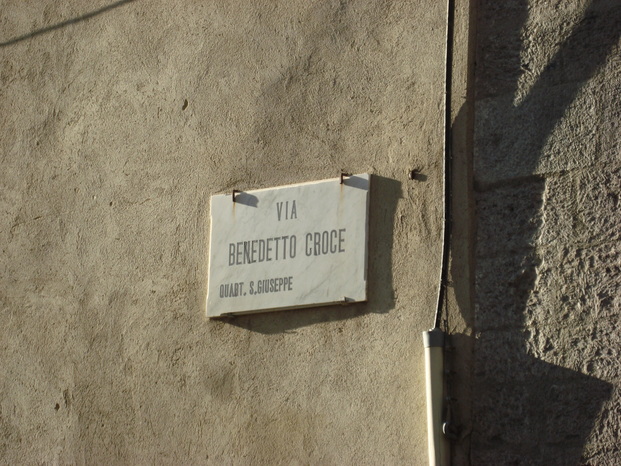 VIA
BENEDETTO CROCE
QUART. S. GIUSEPPE